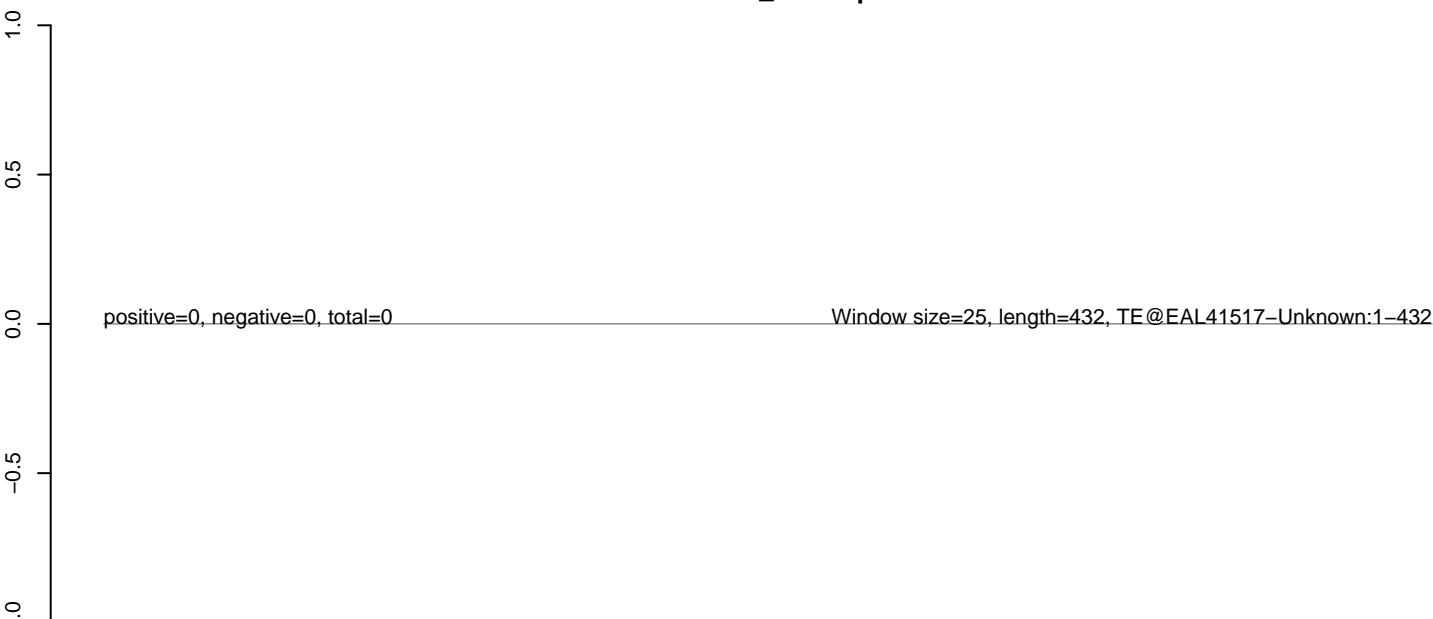 1.0
0.5
0.0
positive=0, negative=0, total=0
Window size=25, length=432, TE@EAL41517−Unknown:1−432
−0.5
.0